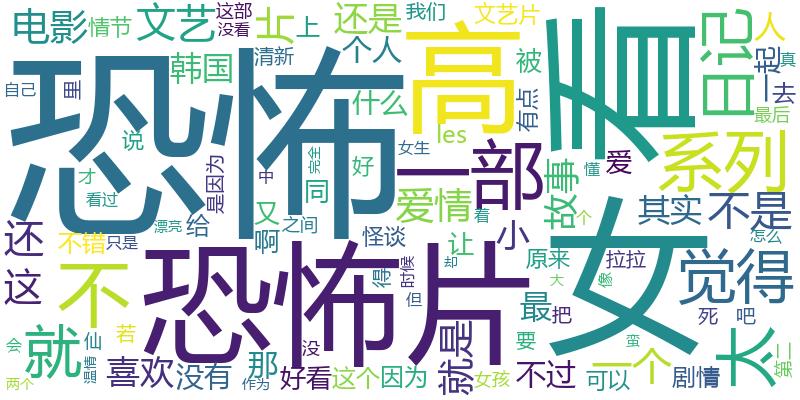 电影
情节
文艺
片
上
还是
我们
文艺片
这部
没看
清新
个人
被
人
韩国
什么
高
看
日记
一起
去
真
最后
自己
里
恐怖
les
有点
说
是因为
中
完全
好
女生
一部
爱
故事
系列
懂
才
看过
同
爱情
着
个
其实
不是
漂亮
给
又
之间
怪谈
让
小
还
不错
只是
啊
原来
拉拉
觉得
怎么
这
不
恐怖片
得
时候
但
却
女
大
像
最
把
死
吧
太
会
就
仙
若
没
那
就是
要
蛮
第二
两个
温情
喜欢
没有
作为
好看
这个
因为
女孩
不过
可以
一个
剧情